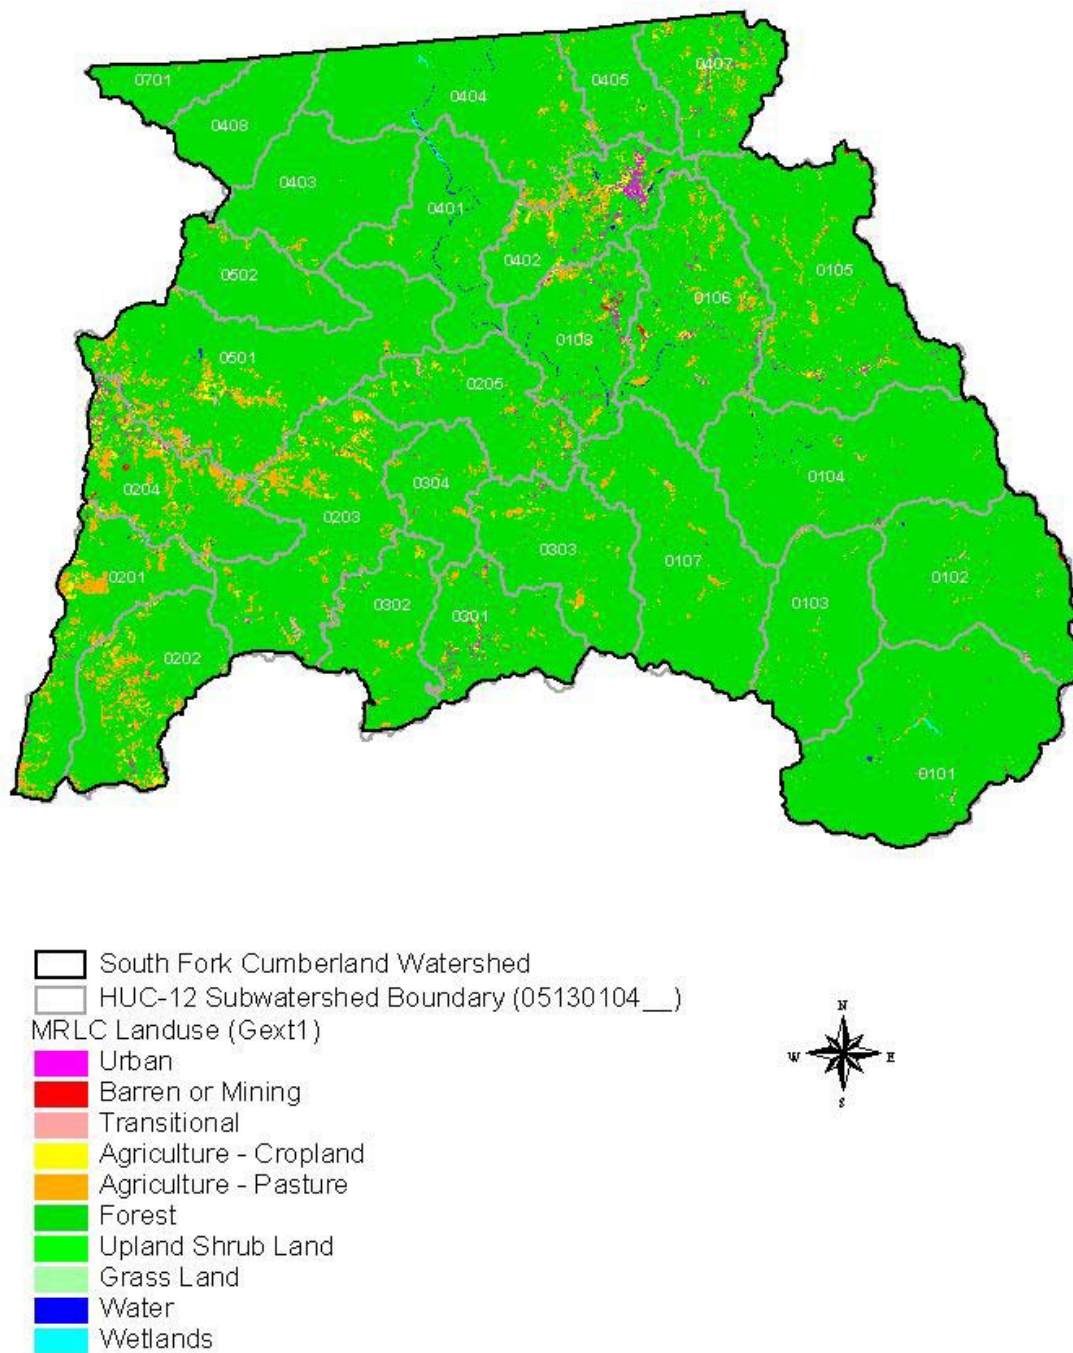 0701
0405
0407
0404
0408
0403
0401
0402
0502
0105
0106
0108
0501
0205
0204
0304
0104
0203
0303
0107
0201
0302
0301
0103
0102
0202
0101
South Fork Cumberland Watershed
HUC-12 Subwatershed Boundary (05130104__)
MRLC Landuse (Gext1)
Urban
Barren or Mining
Transitional
Agriculture - Cropland
Agriculture - Pasture
Forest
Upland Shrub Land
Grass Land
Water
Wetlands
N
W E
S